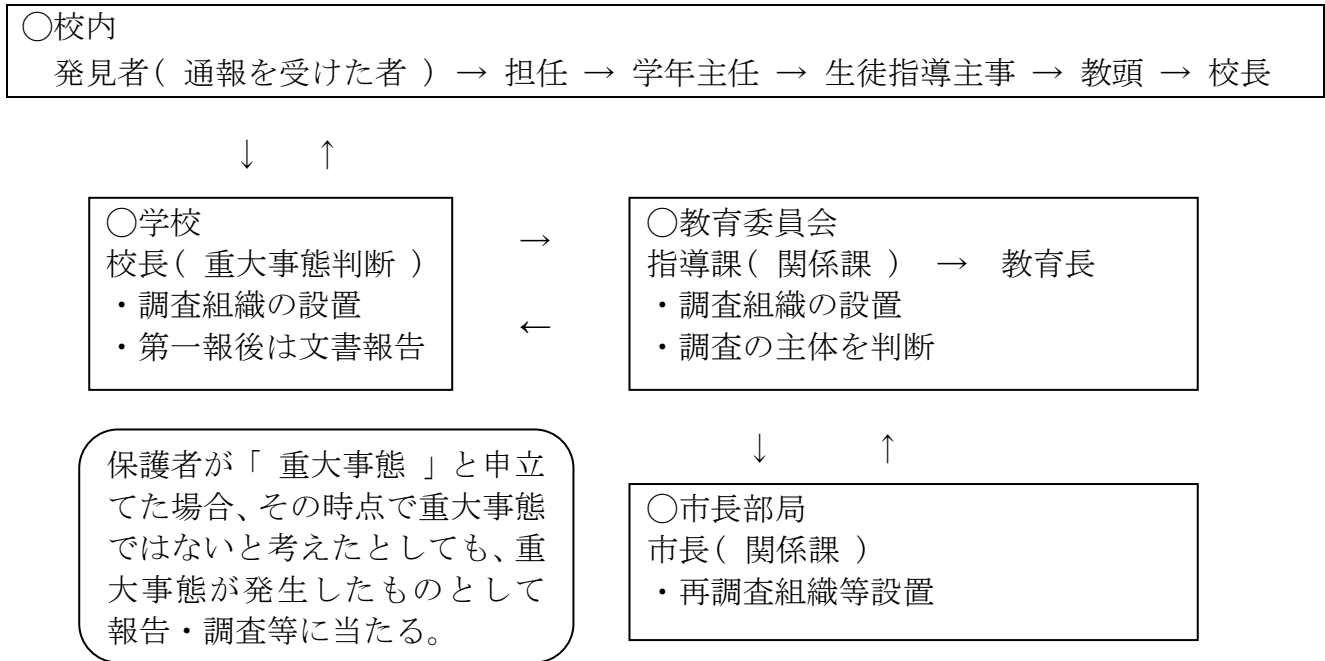 ○校内
発見者( 通報を受けた者 ) → 担任 → 学年主任 → 生徒指導主事 → 教頭 → 校長
↓ ↑
○学校
校長( 重大事態判断 )
・調査組織の設置
・第一報後は文書報告
→
←
○教育委員会
指導課( 関係課 ) → 教育長
・調査組織の設置
・調査の主体を判断
保護者が「 重大事態 」と申立
てた場合、その時点で重大事態
ではないと考えたとしても、重
大事態が発生したものとして
報告・調査等に当たる。
↓ ↑
○市長部局
市長( 関係課 )
・再調査組織等設置